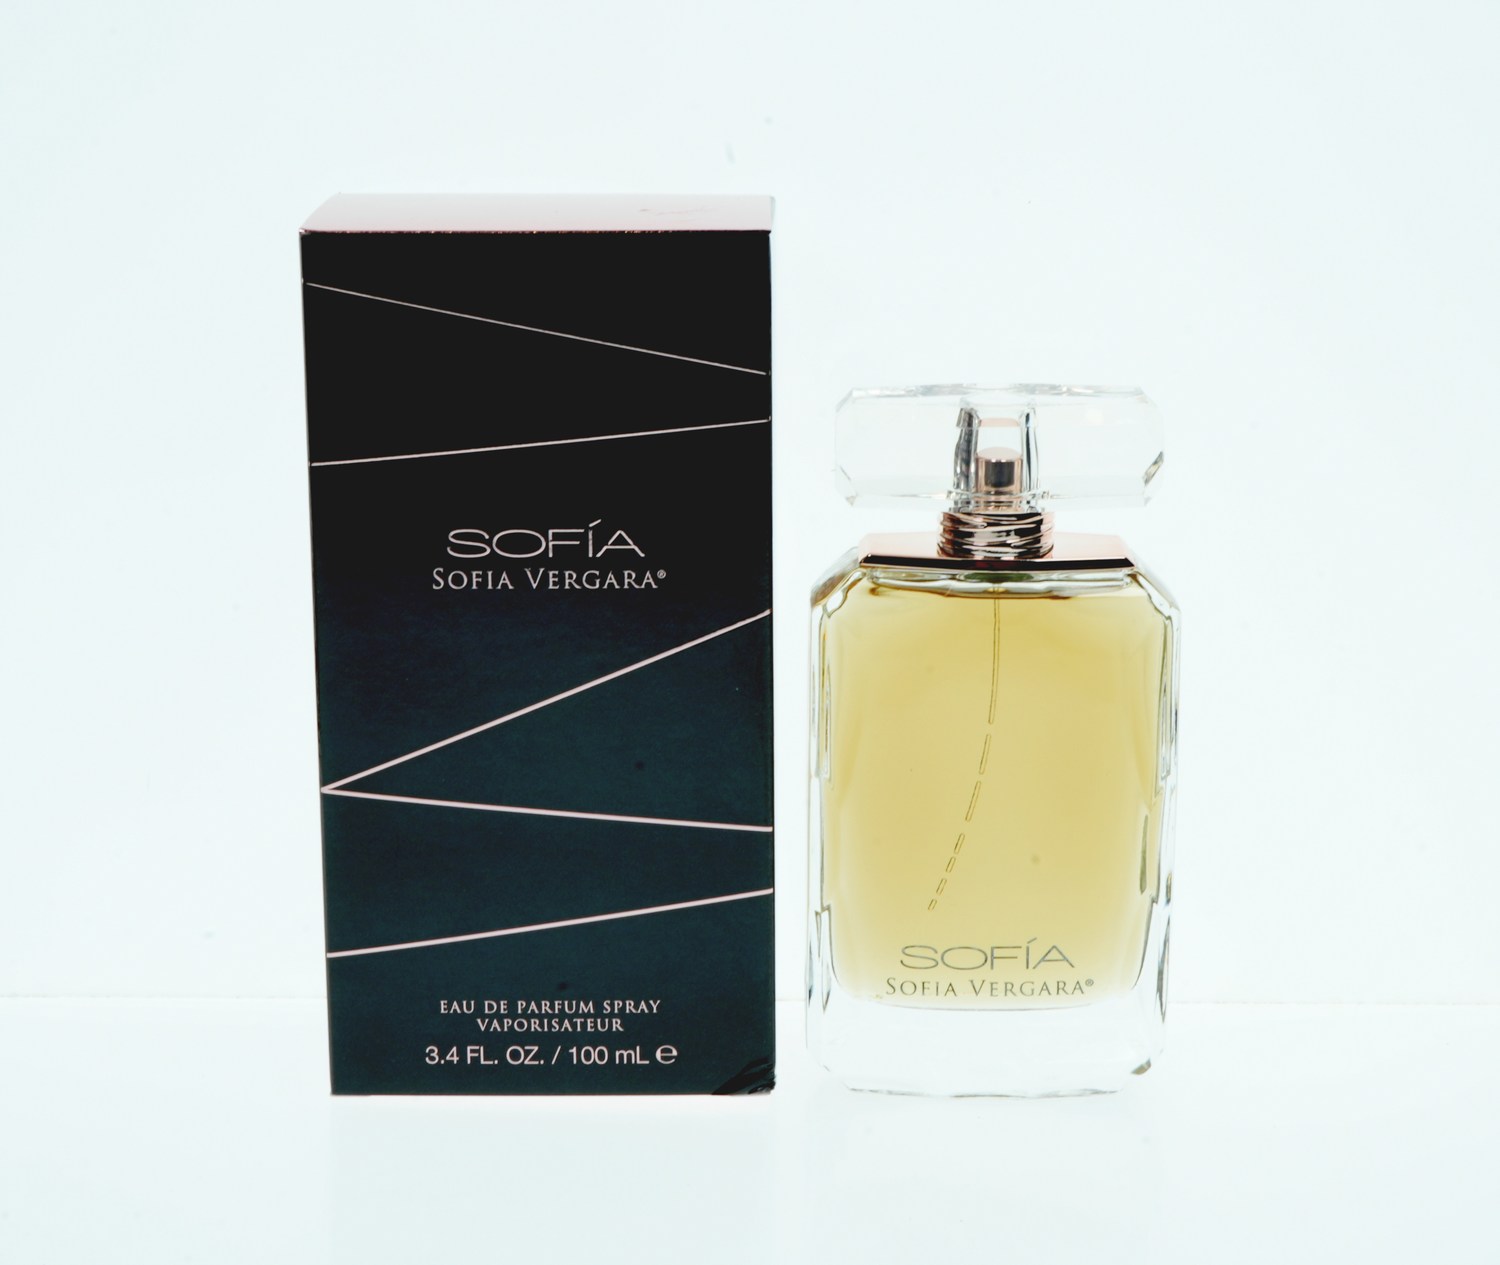 SOFÍA
SOFIA VERGARA®
EAU DE PARFUM SPRAY
VAPORISATEUR
3.4 FL. OZ. / 100 mL ℮
SOFÍA
SOFIA VERGARA®